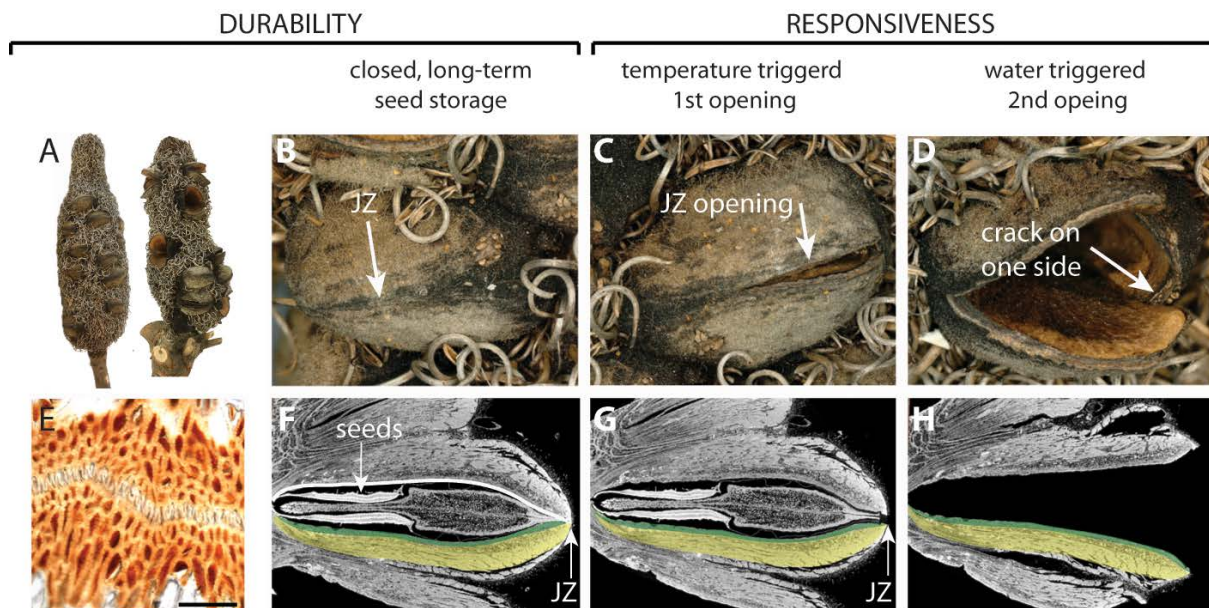 DURABILITY
RESPONSIVENESS
closed, long-term
seed storage
temperature triggerd
1st opening
water triggered
2nd opeing
A
B
JZ
C
JZ opening
D
crack on
one side
E
F
seeds
JZ
G
JZ
H